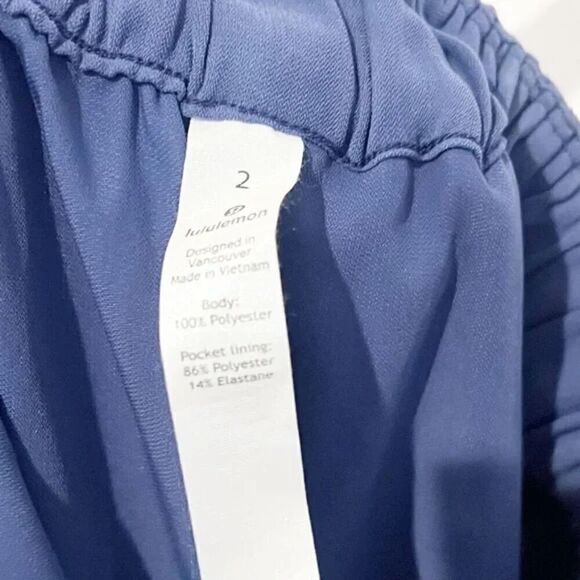 2
lululemon
Designed in
Vancouver
Made in Vietnam
Body:
100% Polyester
Pocket lining:
86% Polyester
14% Elastane